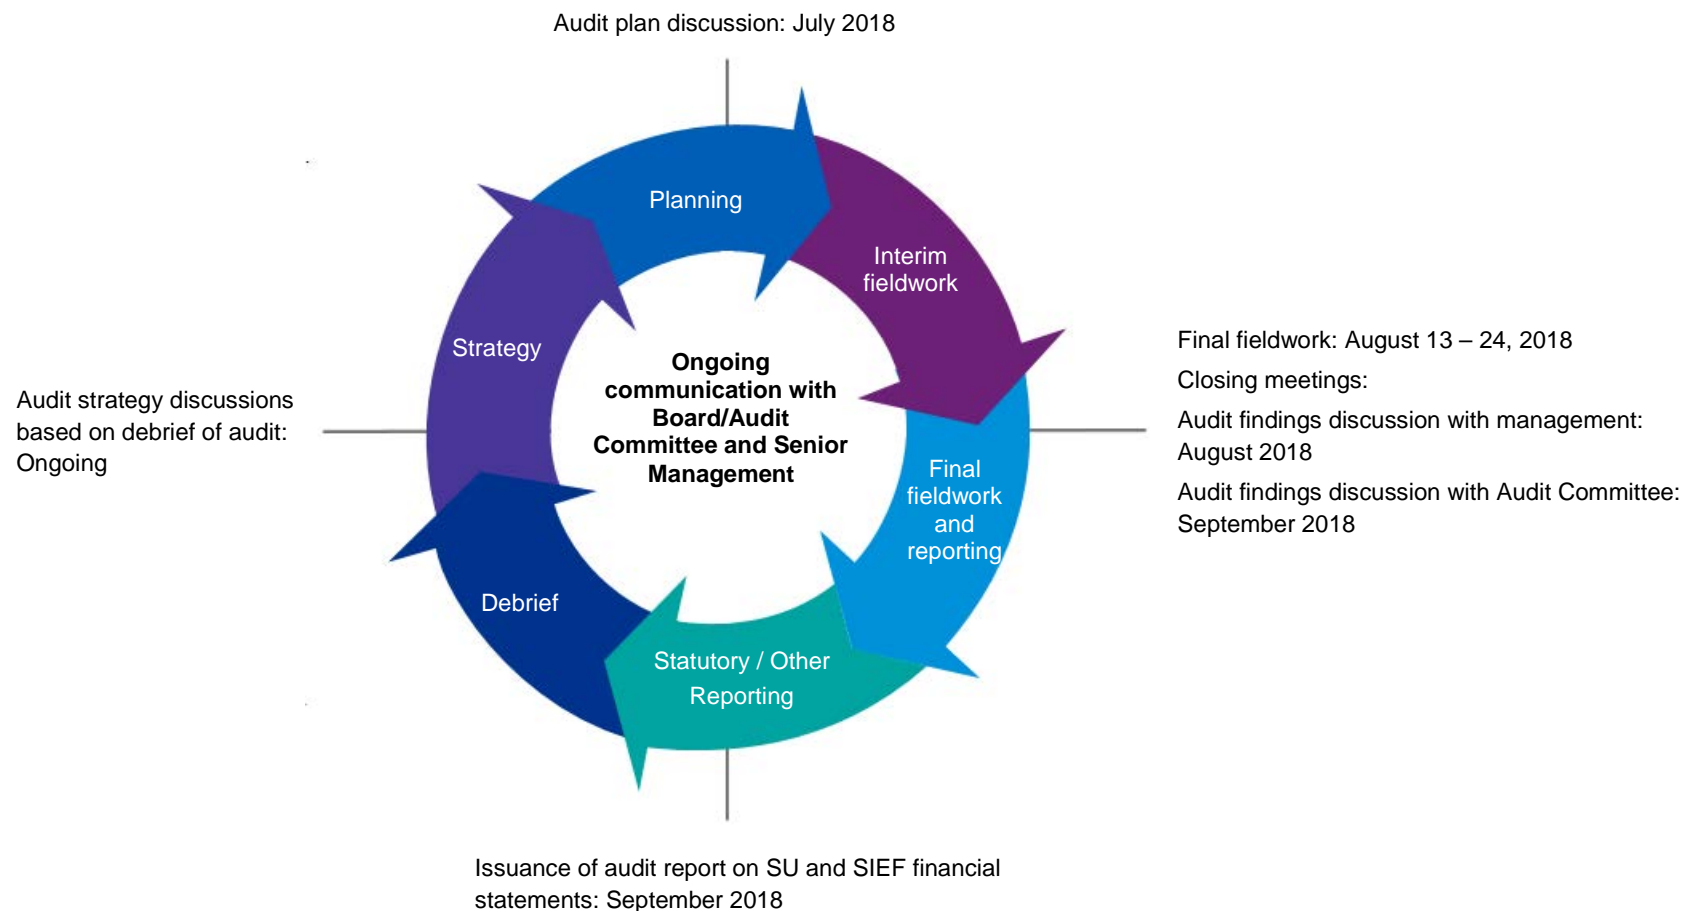 Audit plan discussion: July 2018
Planning
Interim
fieldwork
Strategy
Ongoing
communication with
Board/Audit
Committee and Senior
Management
Final fieldwork: August 13 – 24, 2018
Closing meetings:
Audit findings discussion with management:
August 2018
Audit findings discussion with Audit Committee:
September 2018
Audit strategy discussions
based on debrief of audit:
Ongoing
Final
fieldwork
and
reporting
Debrief
Statutory / Other
Reporting
Issuance of audit report on SU and SIEF financial
statements: September 2018